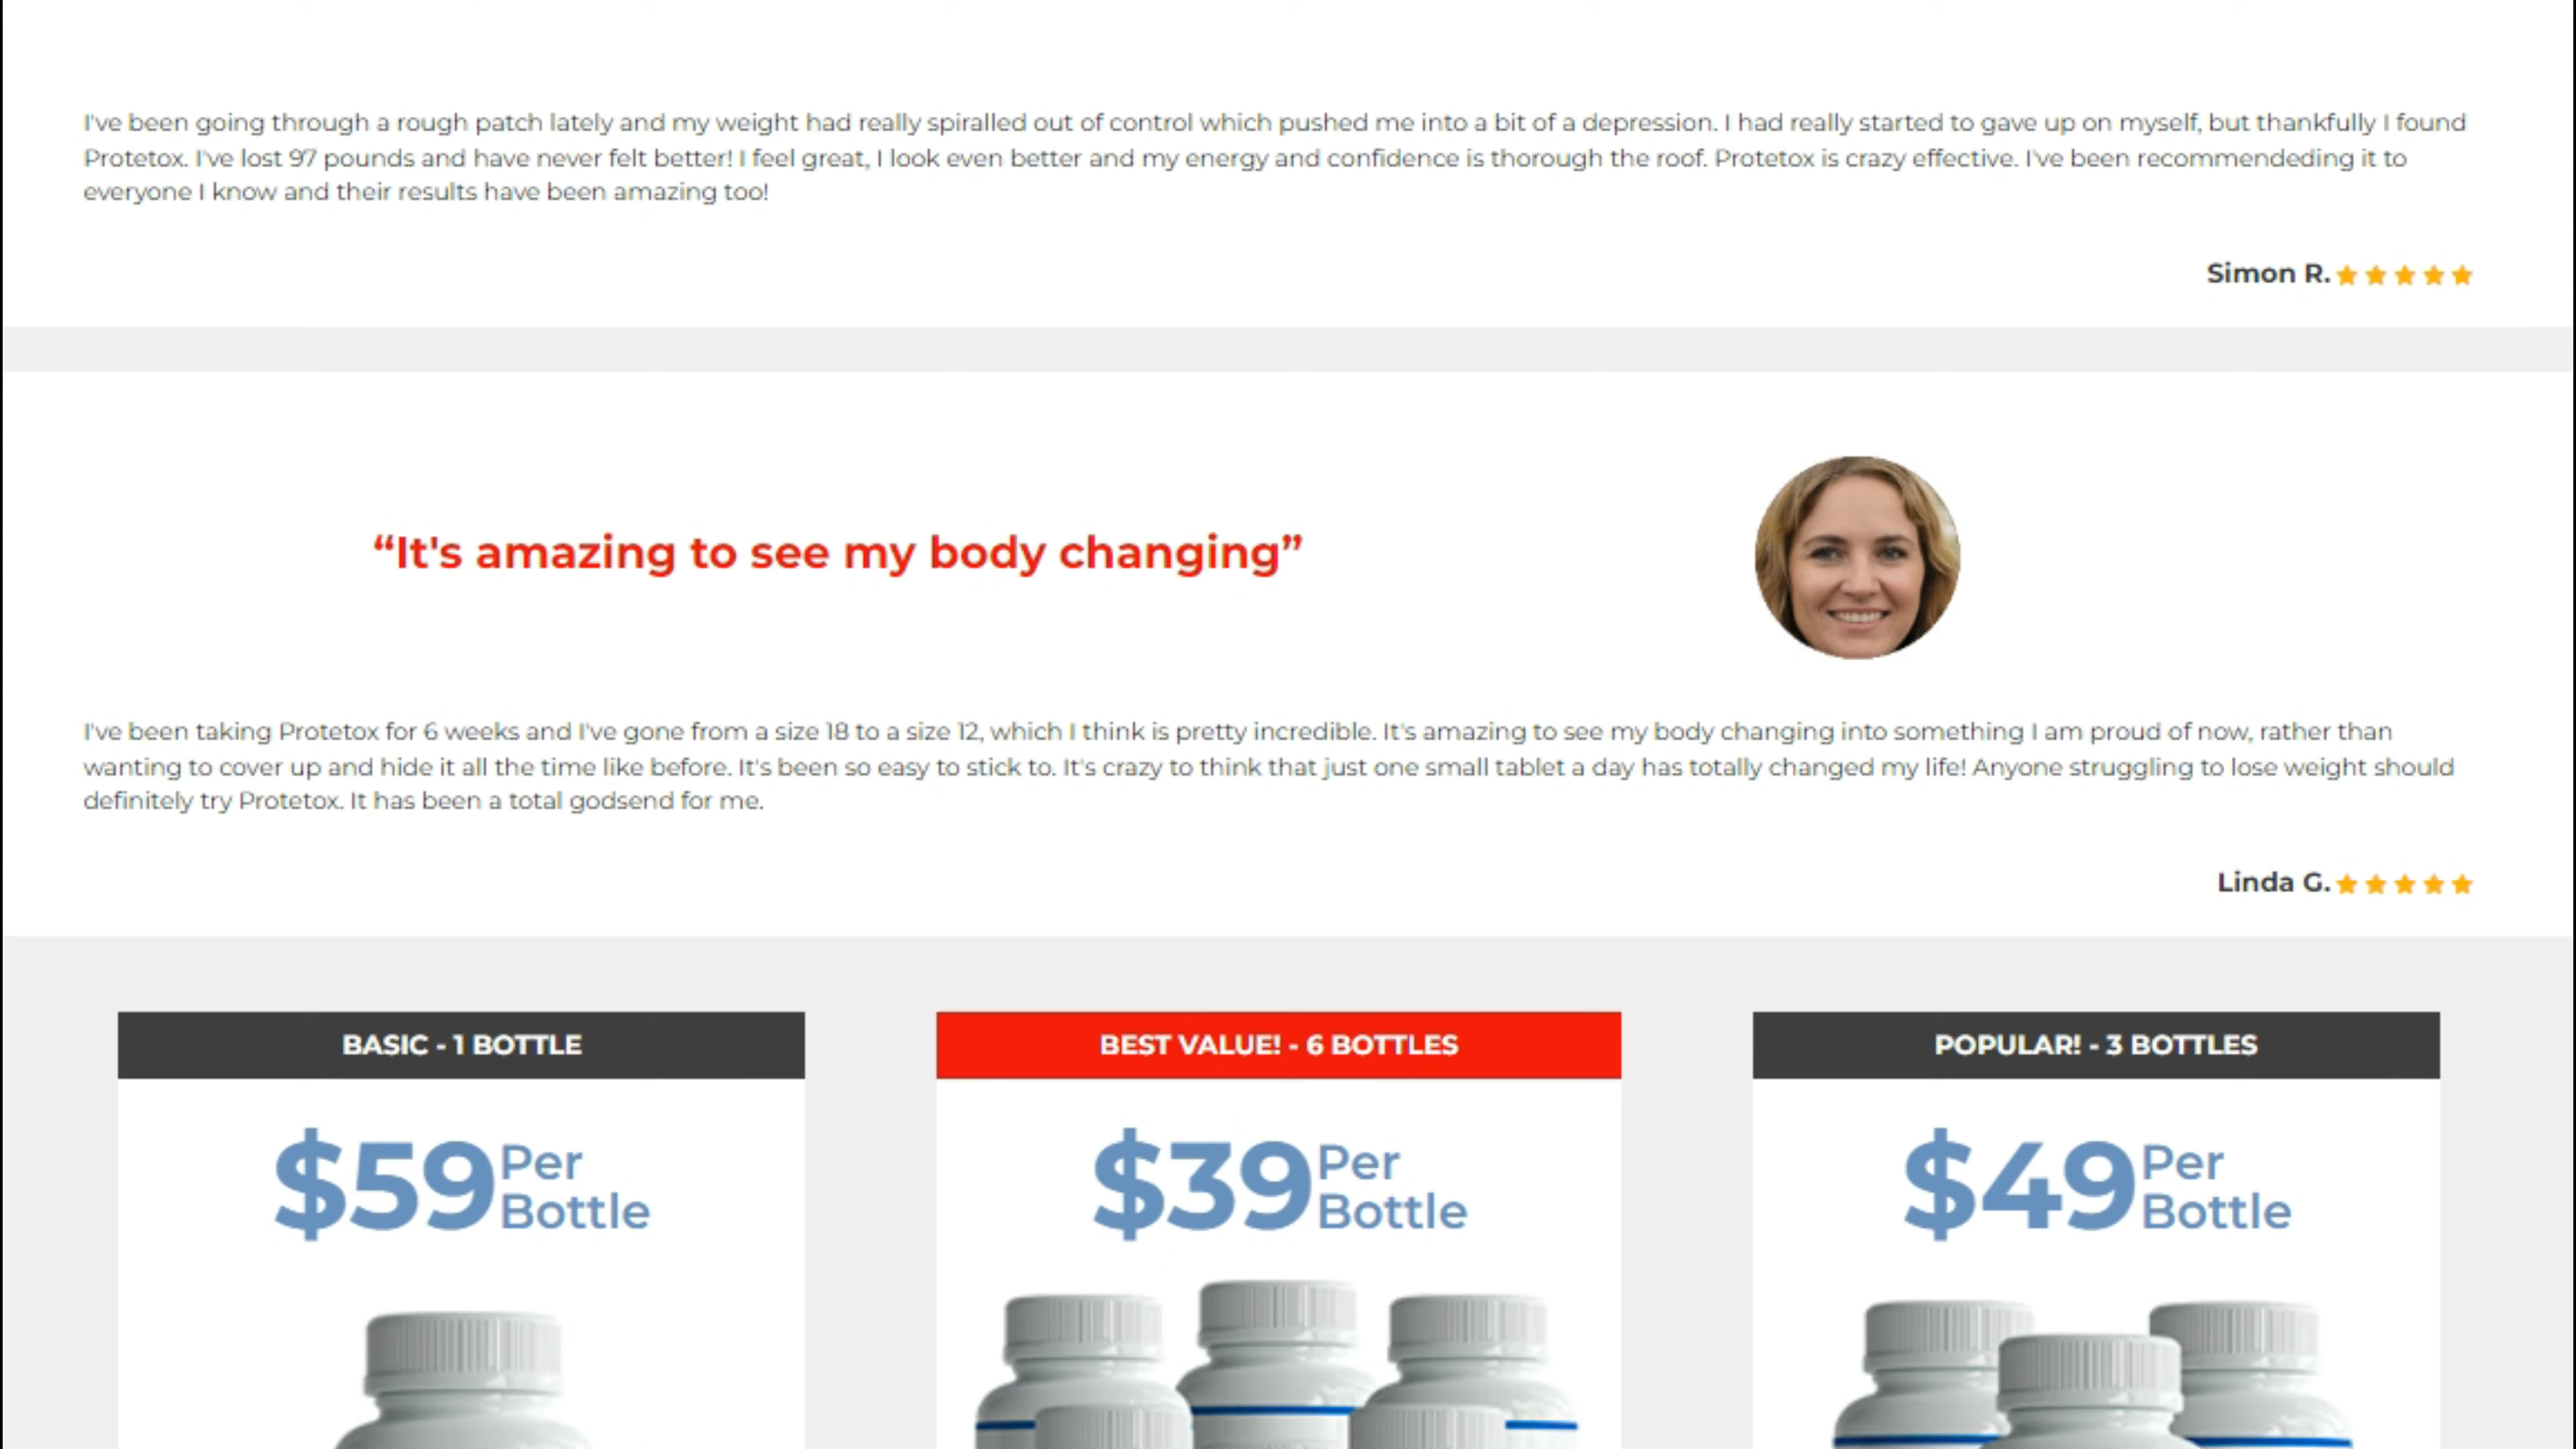 I've been going through a rough patch lately and my weight had really spiralled out of control which pushed me into a bit of a depression. I had really started to gave up on myself, but thankfully I found
Protetox. I've lost 97 pounds and have never felt better! I feel great, I look even better and my energy and confidence is thorough the roof. Protetox is crazy effective. I've been recommendeding it to
everyone I know and their results have been amazing too!
Simon R.
“It's amazing to see my body changing”
I've been taking Protetox for 6 weeks and I've gone from a size 18 to a size 12, which I think is pretty incredible. It's amazing to see my body changing into something I am proud of now, rather than
wanting to cover up and hide it all the time like before. It's been so easy to stick to. It's crazy to think that just one small tablet a day has totally changed my life! Anyone struggling to lose weight should
definitely try Protetox. It has been a total godsend for me.
Linda G.
BASIC - 1 BOTTLE
$59 Per
Bottle
BEST VALUE! - 6 BOTTLES
$39 Per
Bottle
POPULAR! - 3 BOTTLES
$49 Per
Bottle